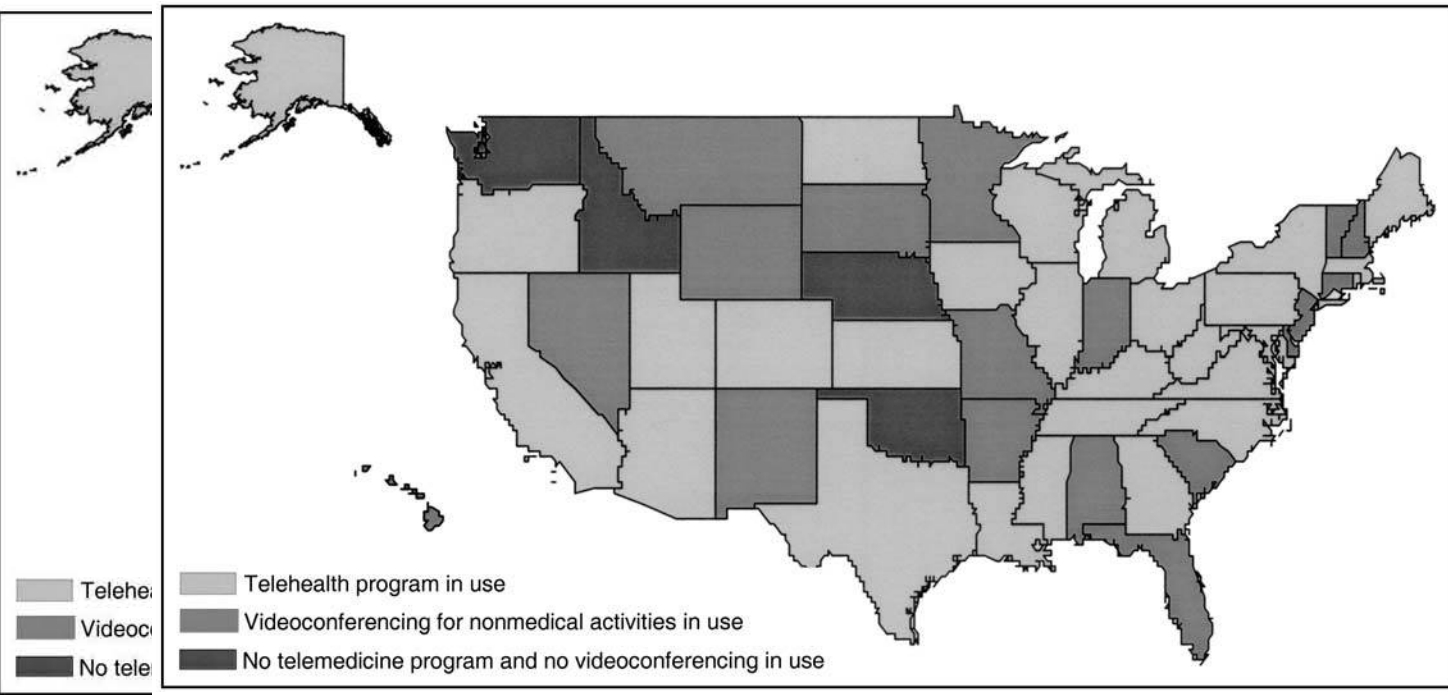 Telehea
Videoc
No tele
Telehealth program in use
Videoconferencing for nonmedical activities in use
No telemedicine program and no videoconferencing in use